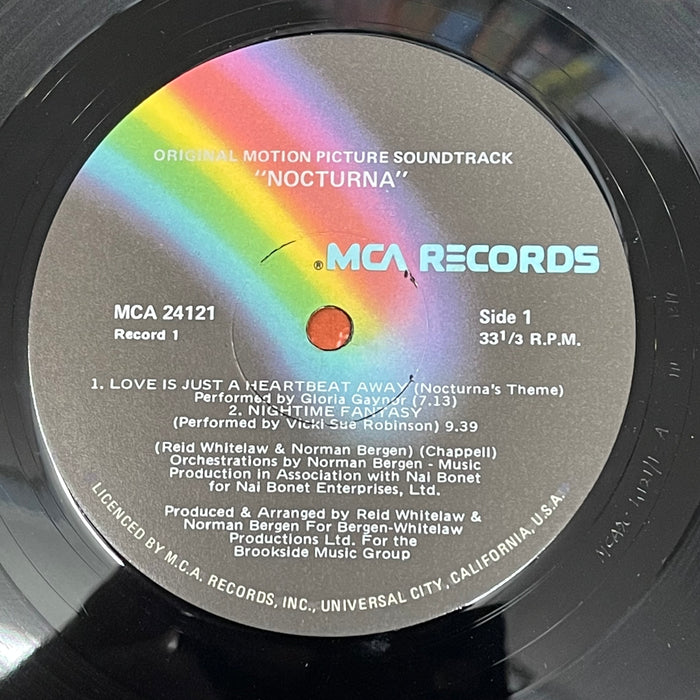 ORIGINAL MOTION PICTURE SOUNDTRACK
"NOCTURNA"
®MCA RECORDS
MCA 24121
Record 1
Side 1
33 1/3 R.P.M.
1. LOVE IS JUST A HEARTBEAT AWAY (Nocturna's Theme)
Performed by Gloria Gaynor (7.13)
2. NIGHTIME FANTASY
(Performed by Vicki Sue Robinson) 9.39
(Reid Whitelaw & Norman Bergen) (Chappell)
Orchestrations by Norman Bergen - Music
Production in Association with Nai Bonet
for Nai Bonet Enterprises, Ltd.
Produced & Arranged by Reid Whitelaw &
Norman Bergen For Bergen-Whitelaw
Productions Ltd. For the
Brookside Music Group
LICENCED BY M.C.A. RECORDS, INC., UNIVERSAL CITY, CALIFORNIA, U.S.A.